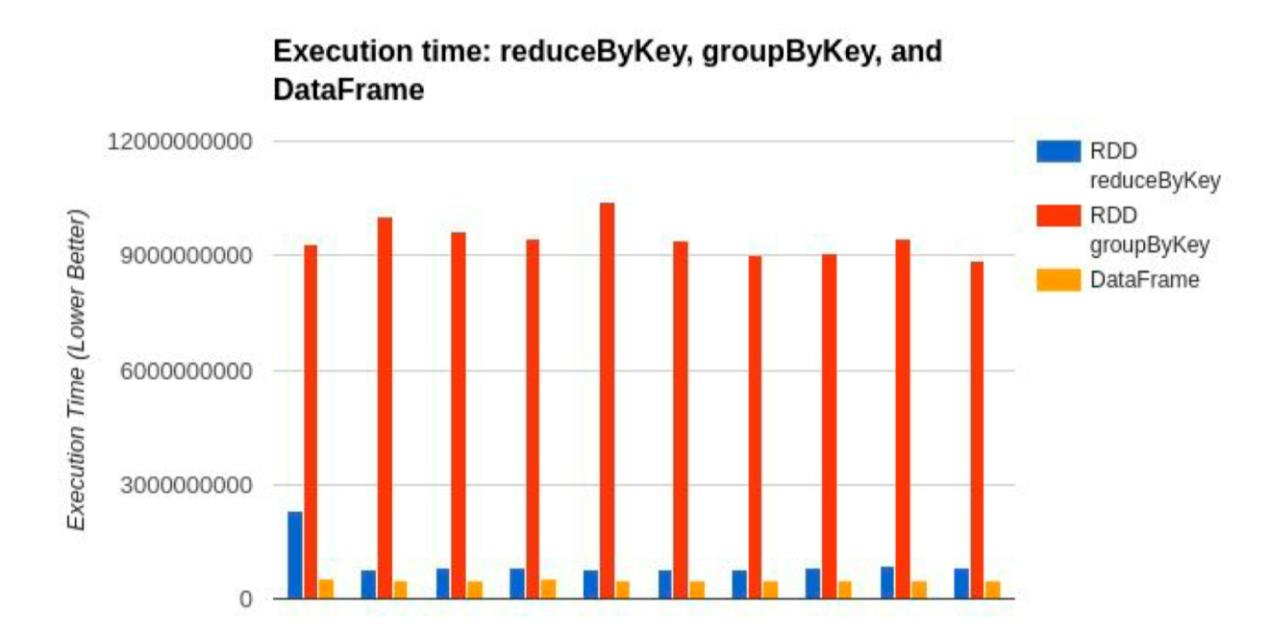 Execution time: reduceByKey, groupByKey, and
DataFrame
12000000000
9000000000
6000000000
3000000000
0
Execution Time (Lower Better)
RDD
reduceByKey
RDD
groupByKey
DataFrame